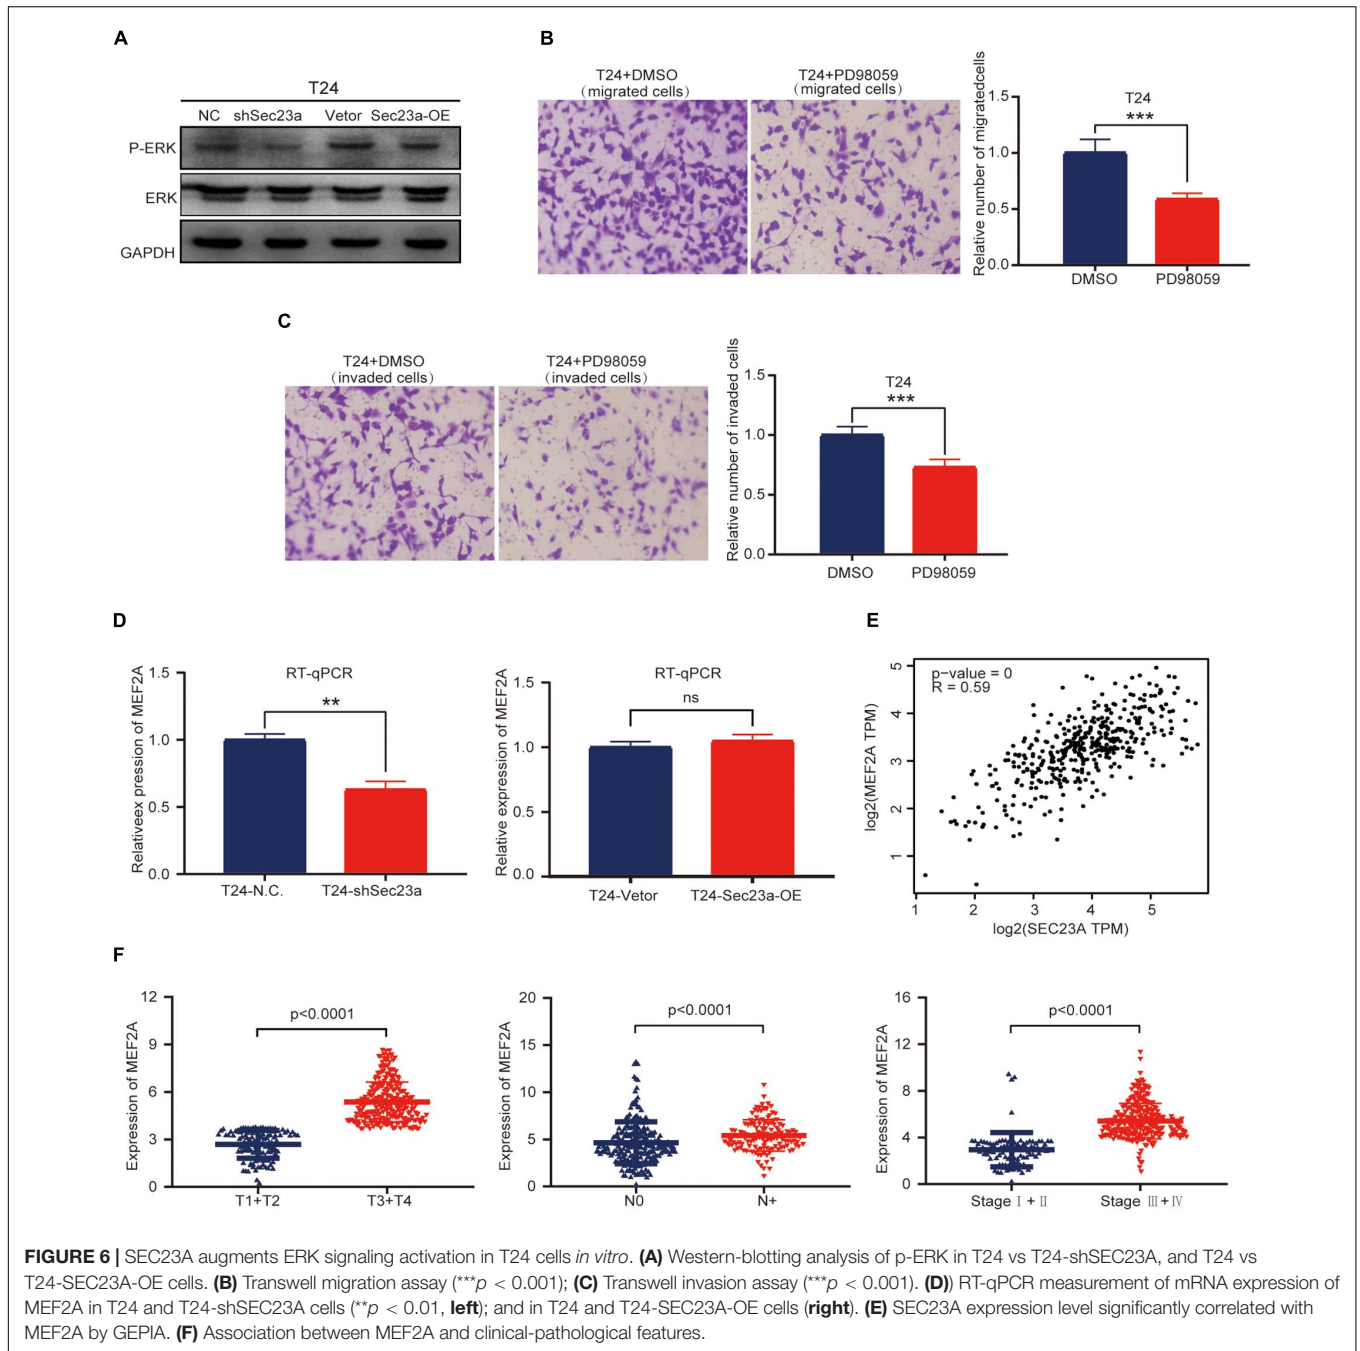 A
T24
NC shSec23a Vetor Sec23a-OE
P-ERK
ERK
GAPDH
B
T24+DMSO
(migrated cells)
T24+PD98059
(migrated cells)
Relative number of migratedcells
1.5
1.0
0.5
0.0
T24
***
DMSO PD98059
C
T24+DMSO
(invaded cells)
T24+PD98059
(invaded cells)
Relative number of invaded cells
1.5
1.0
0.5
0.0
T24
***
DMSO PD98059
D
Relativeex pression of MEF2A
1.5
1.0
0.5
0.0
RT-qPCR
**
T24-N.C. T24-shSec23a
Relative expression of MEF2A
1.5
1.0
0.5
0.0
RT-qPCR
ns
T24-Vetor T24-Sec23a-OE
E
p-value = 0
R = 0.59
log2(MEF2A TPM)
5
4
3
2
1
1 2 3 4 5
log2(SEC23A TPM)
F
Expression of MEF2A
12
9
6
3
0
p<0.0001
T1+T2 T3+T4
Expression of MEF2A
20
15
10
5
0
p<0.0001
N0 N+
Expression of MEF2A
16
12
8
4
0
p<0.0001
Stage Ⅰ + Ⅱ Stage Ⅲ + Ⅳ
FIGURE 6 | SEC23A augments ERK signaling activation in T24 cells in vitro. (A) Western-blotting analysis of p-ERK in T24 vs T24-shSEC23A, and T24 vs
T24-SEC23A-OE cells. (B) Transwell migration assay (***p < 0.001); (C) Transwell invasion assay (***p < 0.001). (D)) RT-qPCR measurement of mRNA expression of
MEF2A in T24 and T24-shSEC23A cells (**p < 0.01, left); and in T24 and T24-SEC23A-OE cells (right). (E) SEC23A expression level significantly correlated with
MEF2A by GEPIA. (F) Association between MEF2A and clinical-pathological features.